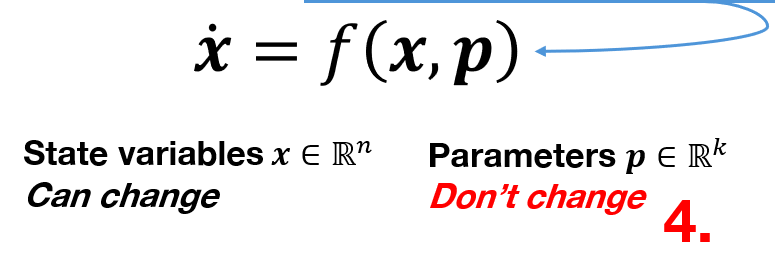 ẋ = f(x, p)
State variables x ∈ ℝⁿ
Can change
Parameters p ∈ ℝᵏ
Don't change
4.